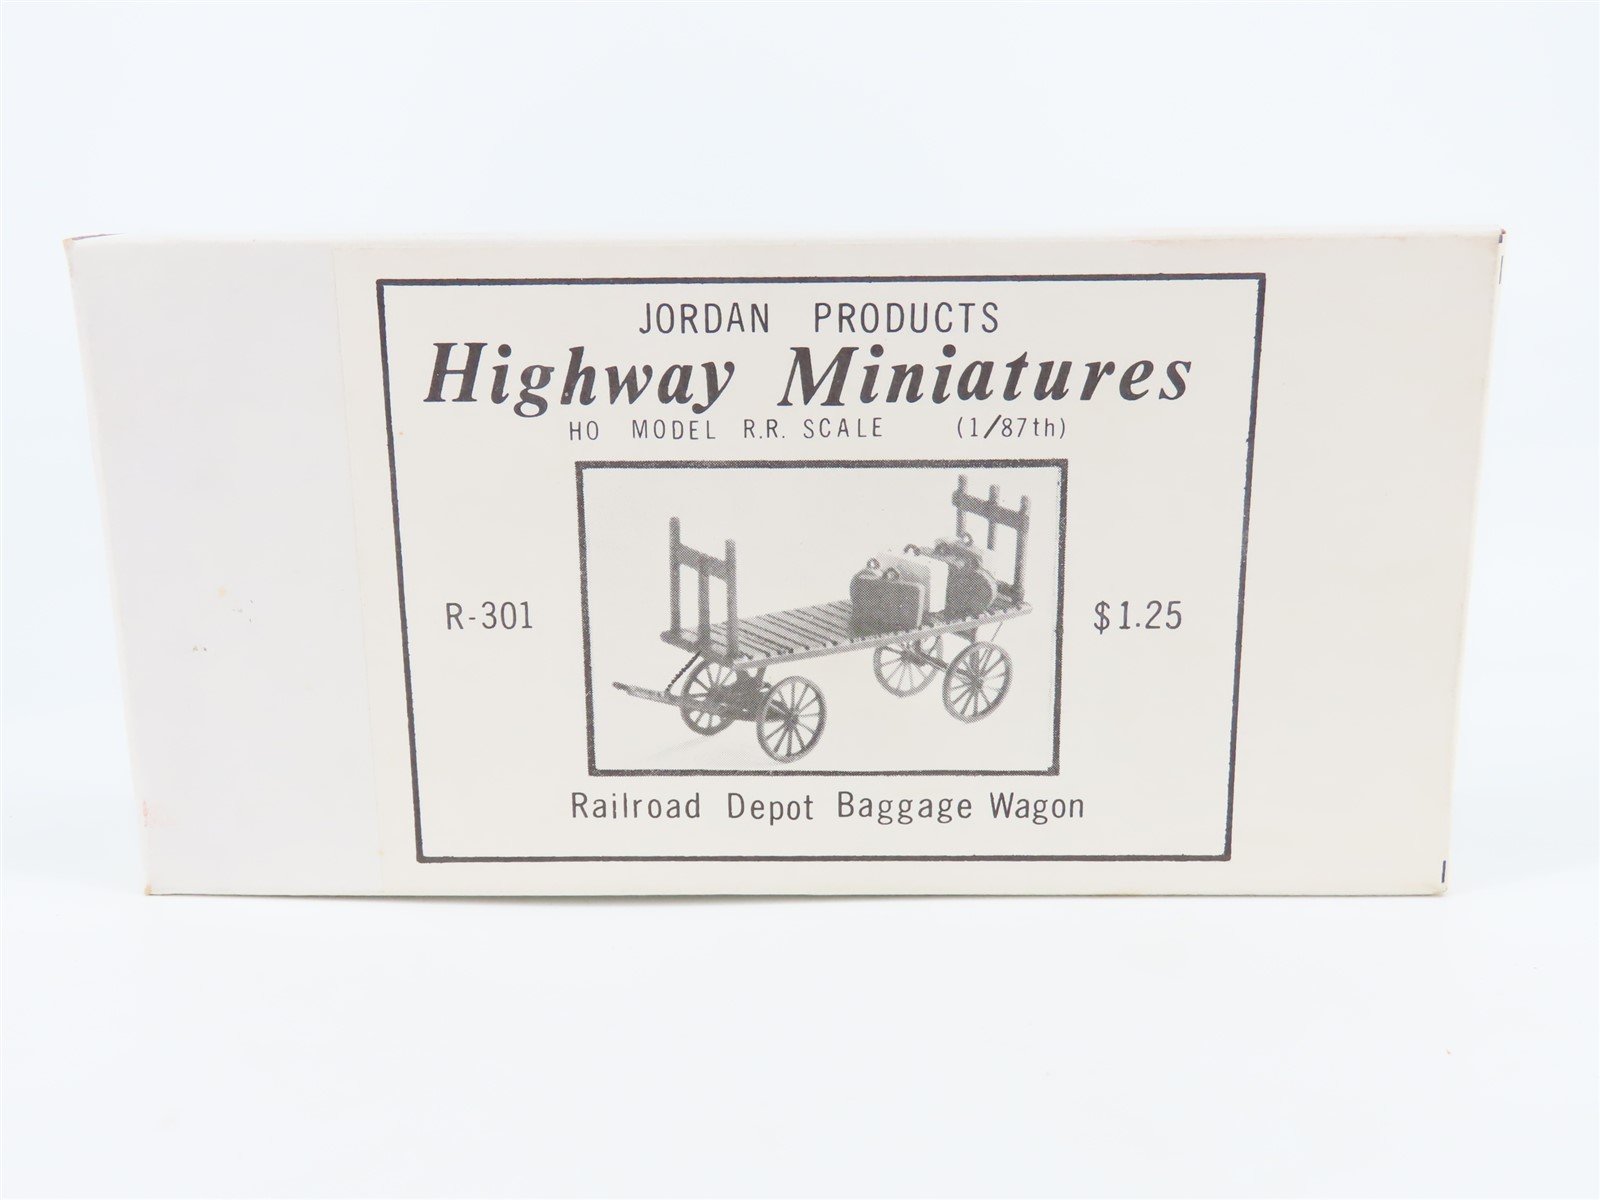 JORDAN PRODUCTS
Highway Miniatures
HO MODEL R.R. SCALE (1/87th)
R-301
$1.25
Railroad Depot Baggage Wagon